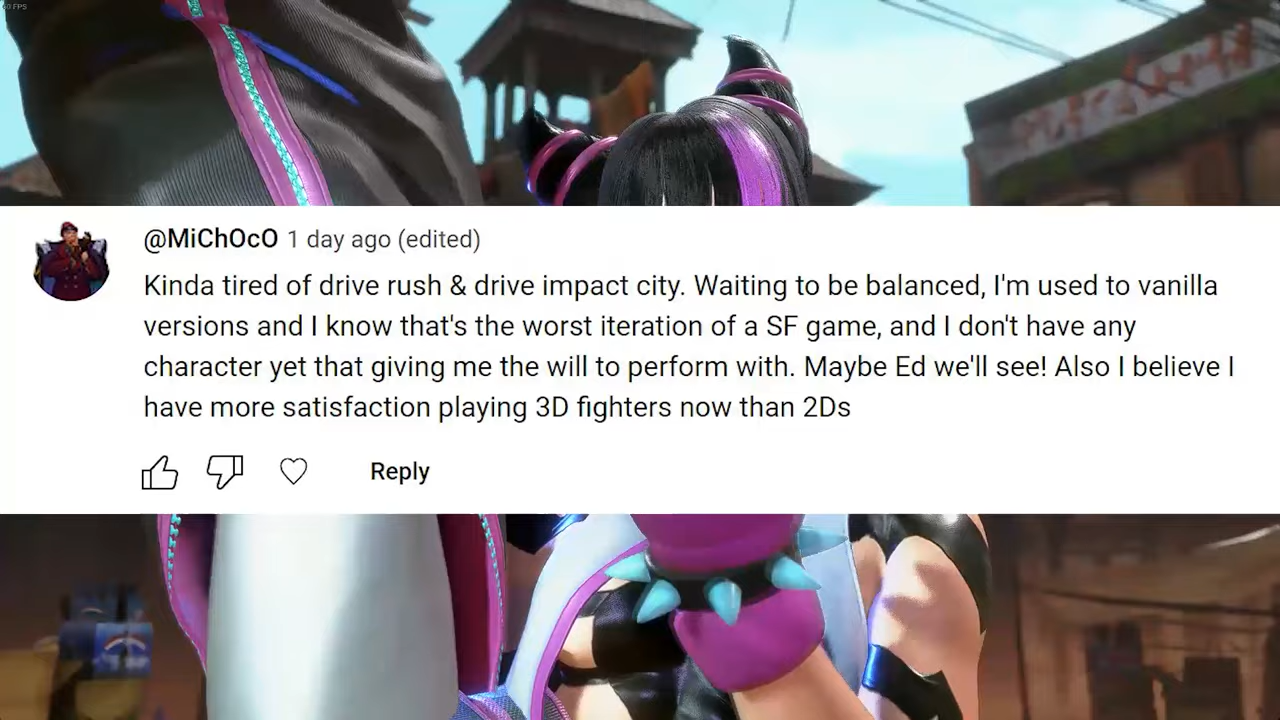 60 FPS
@MiChOcO 1 day ago (edited)
Kinda tired of drive rush & drive impact city. Waiting to be balanced, I'm used to vanilla
versions and I know that's the worst iteration of a SF game, and I don't have any
character yet that giving me the will to perform with. Maybe Ed we'll see! Also I believe I
have more satisfaction playing 3D fighters now than 2Ds
Reply